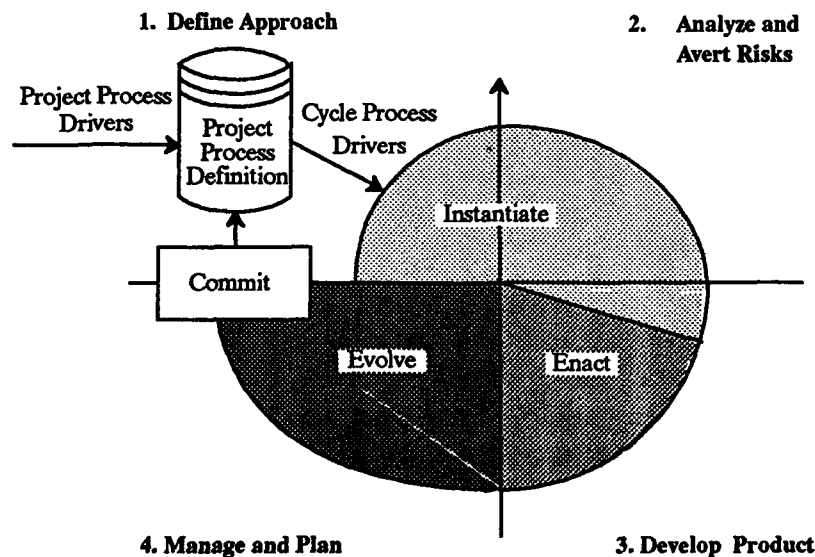 1. Define Approach
2. Analyze and
Avert Risks
Project Process
Drivers
Project
Process
Definition
Cycle Process
Drivers
Instantiate
Commit
Evolve
Enact
4. Manage and Plan
3. Develop Product